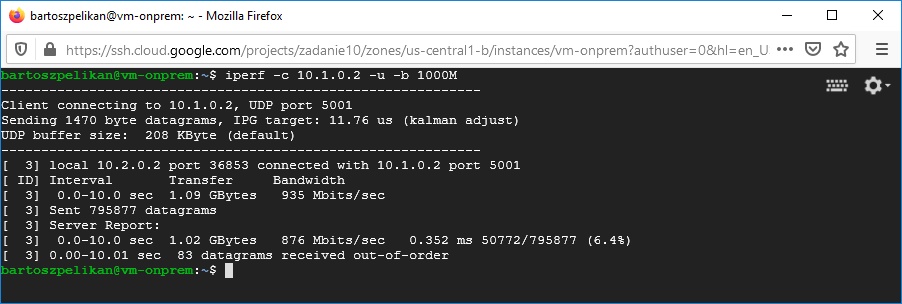 bartoszpelikan@vm-onprem: ~ - Mozilla Firefox
https://ssh.cloud.google.com/projects/zadanie10/zones/us-central1-b/instances/vm-onprem?authuser=0&hl=en_U
bartoszpelikan@vm-onprem:~$ iperf -c 10.1.0.2 -u -b 1000M
------------------------------------------------------------
Client connecting to 10.1.0.2, UDP port 5001
Sending 1470 byte datagrams, IPG target: 11.76 us (kalman adjust)
UDP buffer size:  208 KByte (default)
------------------------------------------------------------
[  3] local 10.2.0.2 port 36853 connected with 10.1.0.2 port 5001
[ ID] Interval       Transfer     Bandwidth
[  3]  0.0-10.0 sec  1.09 GBytes   935 Mbits/sec
[  3] Sent 795877 datagrams
[  3] Server Report:
[  3]  0.0-10.0 sec  1.02 GBytes   876 Mbits/sec   0.352 ms 50772/795877 (6.4%)
[  3] 0.00-10.01 sec  83 datagrams received out-of-order
bartoszpelikan@vm-onprem:~$